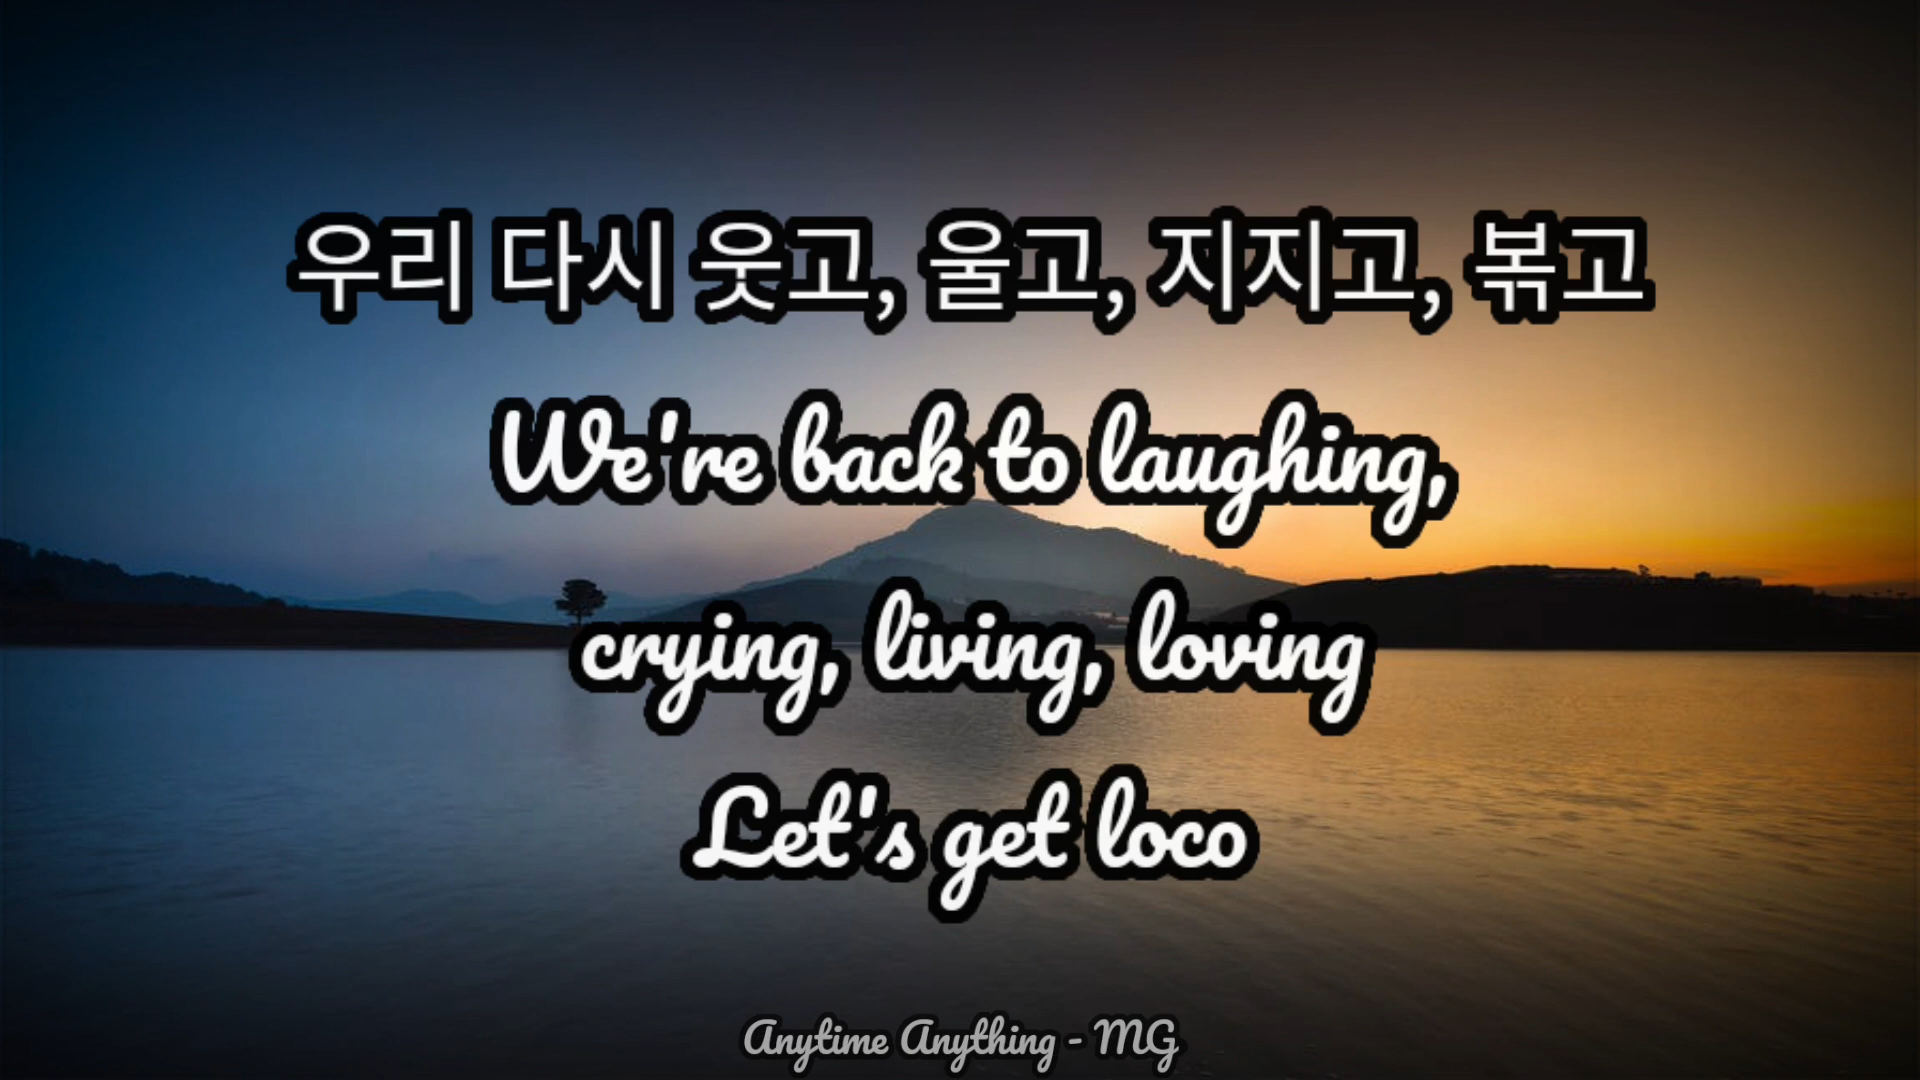 우리 다시 웃고, 울고, 지지고, 볶고
We're back to laughing,
crying, living, loving
Let's get loco
Anytime Anything - MG